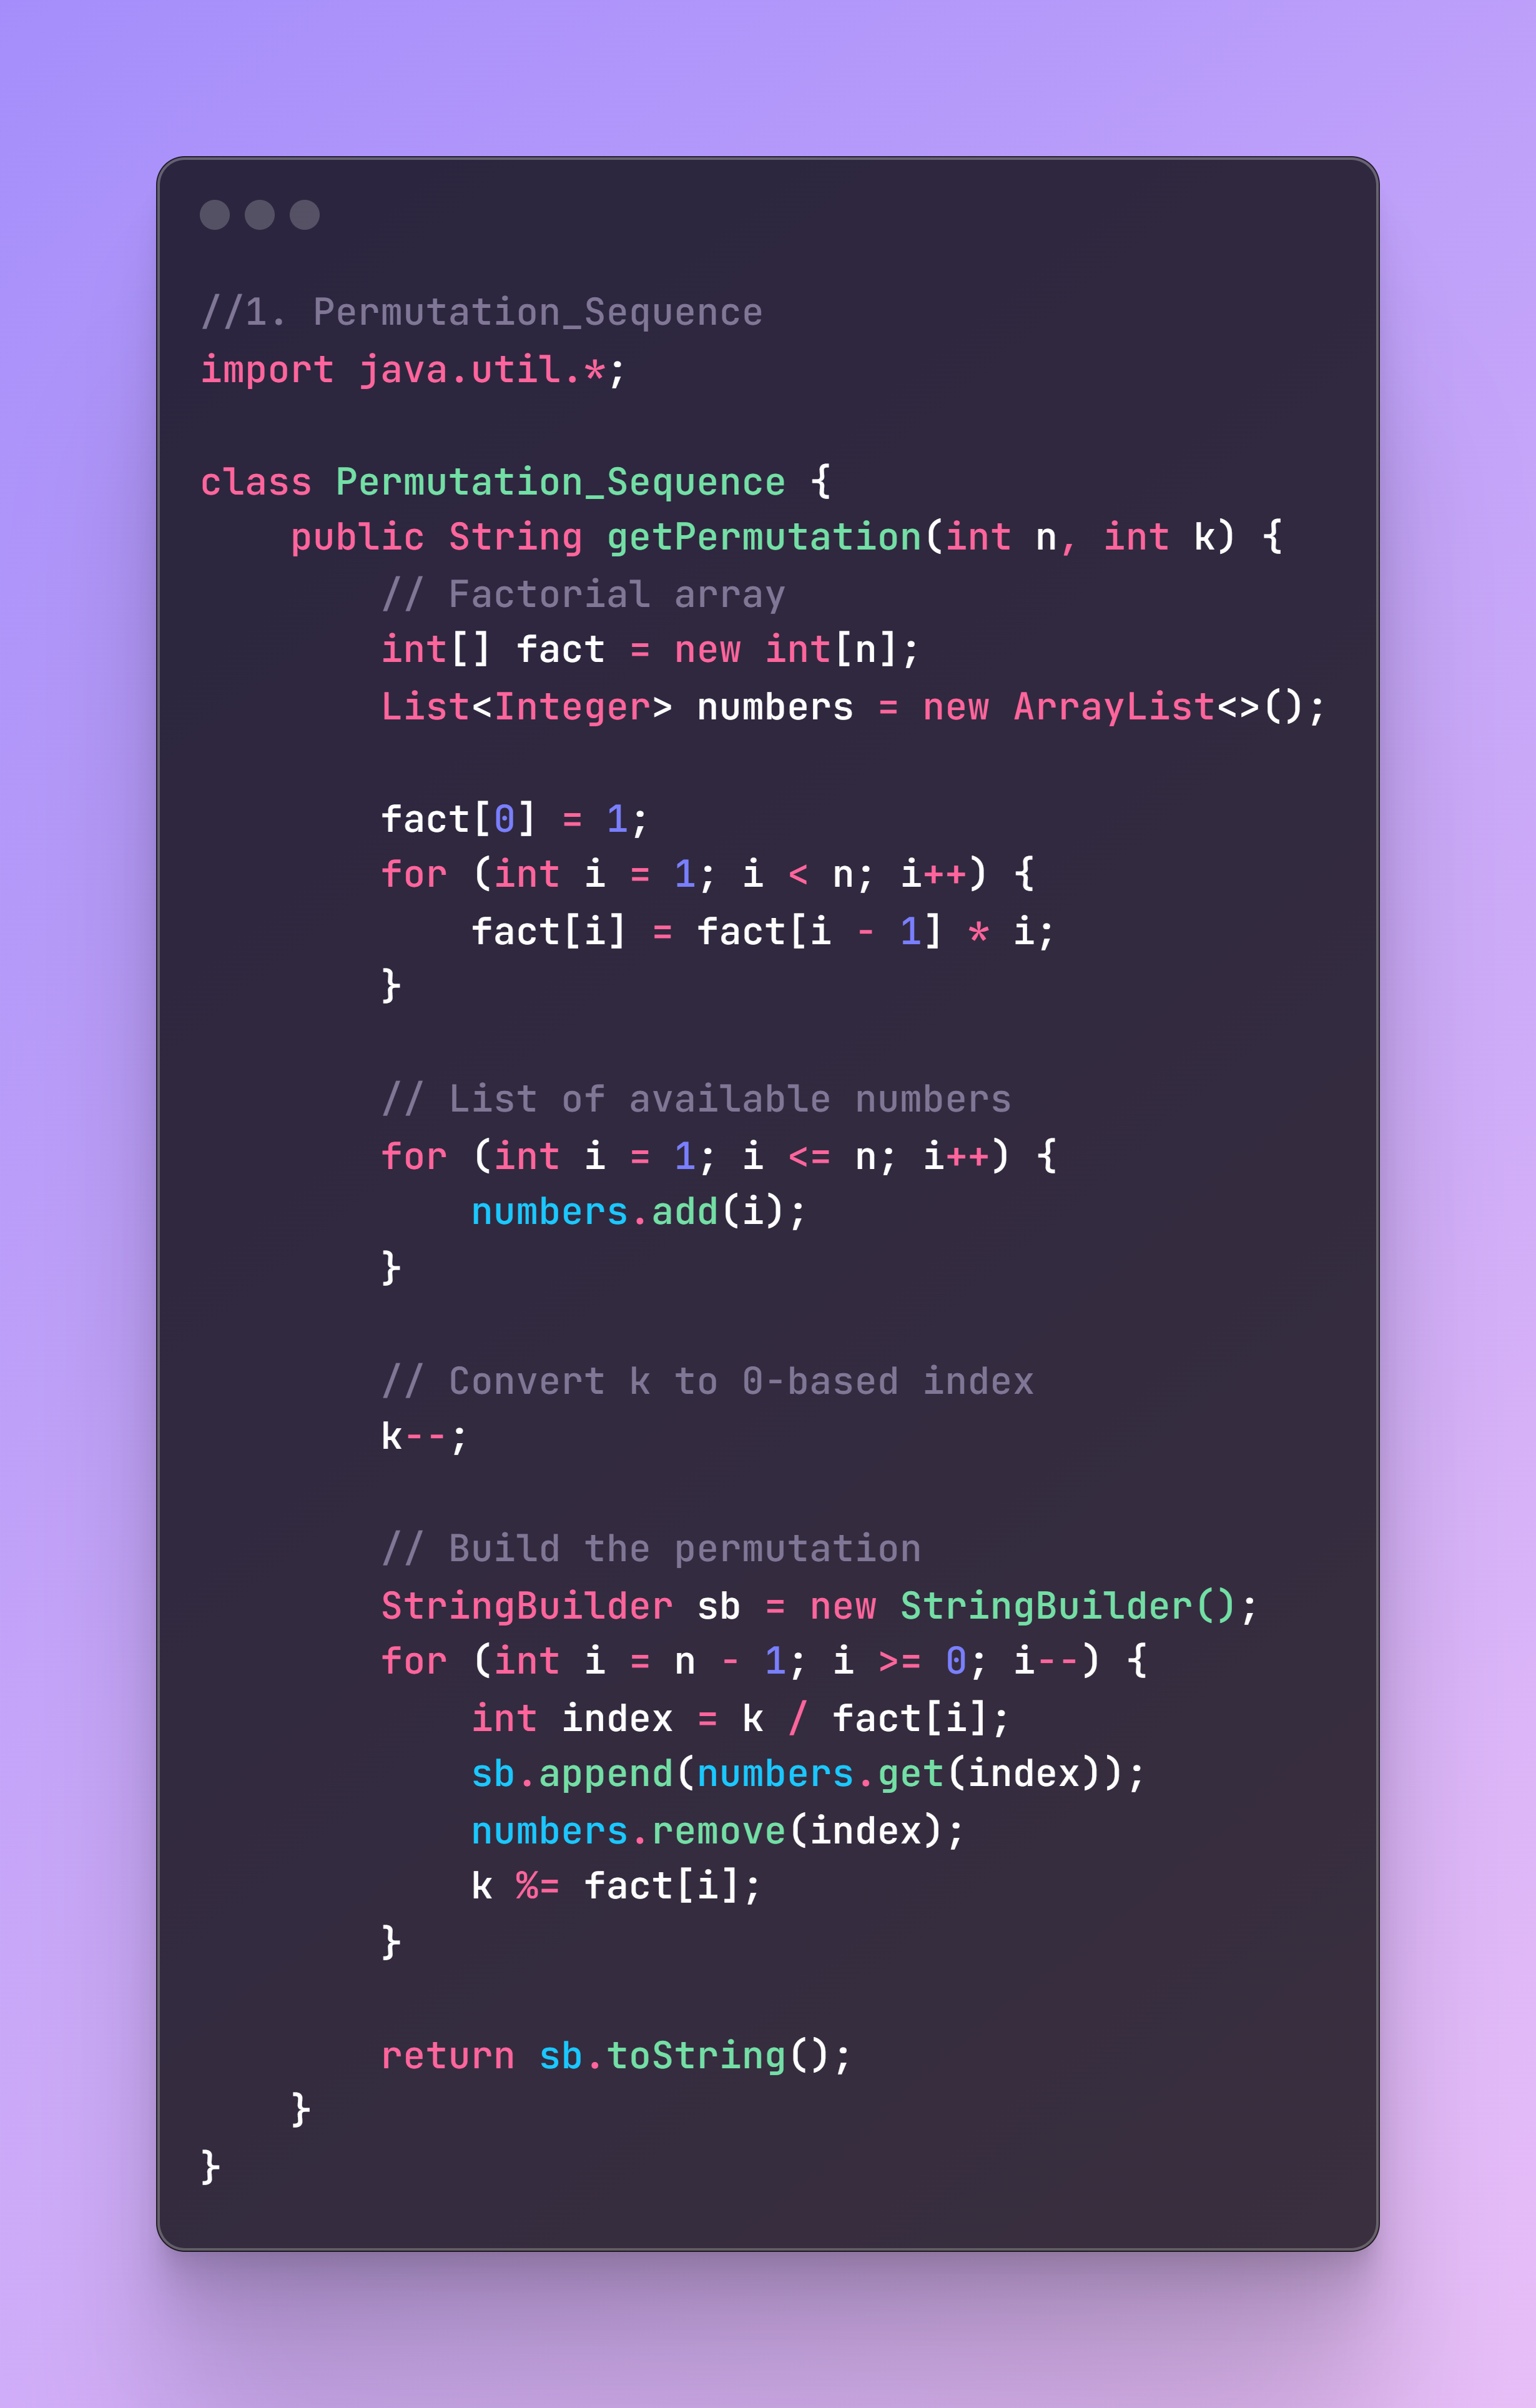 //1. Permutation_Sequence
import java.util.*;

class Permutation_Sequence {
    public String getPermutation(int n, int k) {
        // Factorial array
        int[] fact = new int[n];
        List<Integer> numbers = new ArrayList<>();

        fact[0] = 1;
        for (int i = 1; i < n; i++) {
            fact[i] = fact[i - 1] * i;
        }

        // List of available numbers
        for (int i = 1; i <= n; i++) {
            numbers.add(i);
        }

        // Convert k to 0-based index
        k--;

        // Build the permutation
        StringBuilder sb = new StringBuilder();
        for (int i = n - 1; i >= 0; i--) {
            int index = k / fact[i];
            sb.append(numbers.get(index));
            numbers.remove(index);
            k %= fact[i];
        }

        return sb.toString();
    }
}